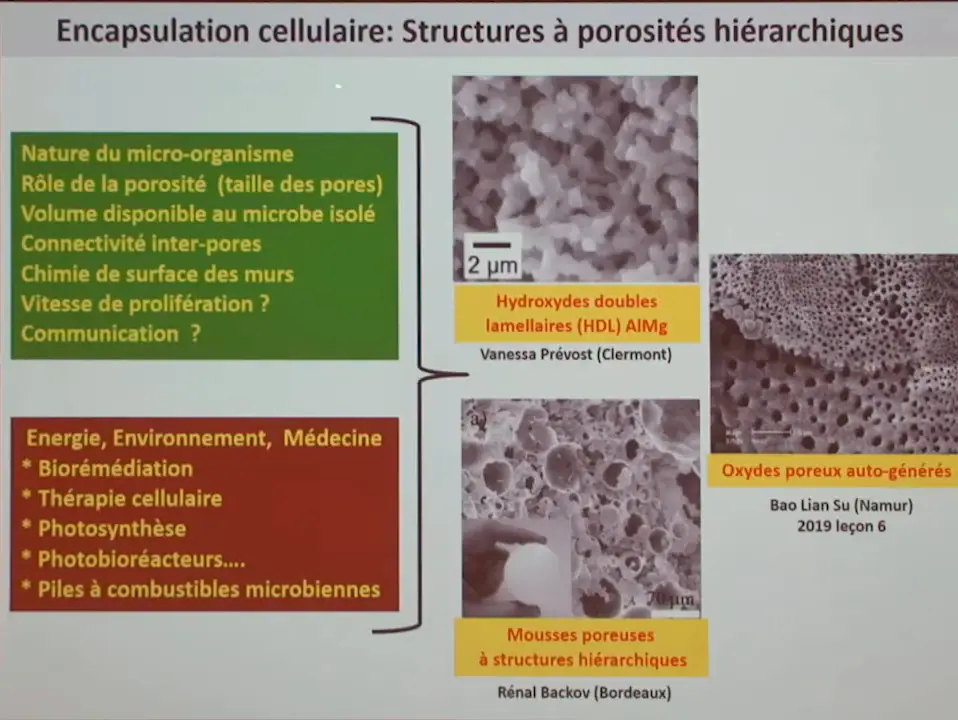 Encapsulation cellulaire: Structures à porosités hiérarchiques
Nature du micro-organisme
Rôle de la porosité (taille des pores)
Volume disponible au microbe isolé
Connectivité inter-pores
Chimie de surface des murs
Vitesse de prolifération ?
Communication ?
Energie, Environnement, Médecine
* Biorémédiation
* Thérapie cellulaire
* Photosynthèse
* Photobioréacteurs....
* Piles à combustibles microbiennes
2 µm
Hydroxydes doubles
lamellaires (HDL) AlMg
Vanessa Prévost (Clermont)
a)
70 µm
Mousses poreuses
à structures hiérarchiques
Rénal Backov (Bordeaux)
Oxydes poreux auto-générés
Bao Lian Su (Namur)
2019 leçon 6